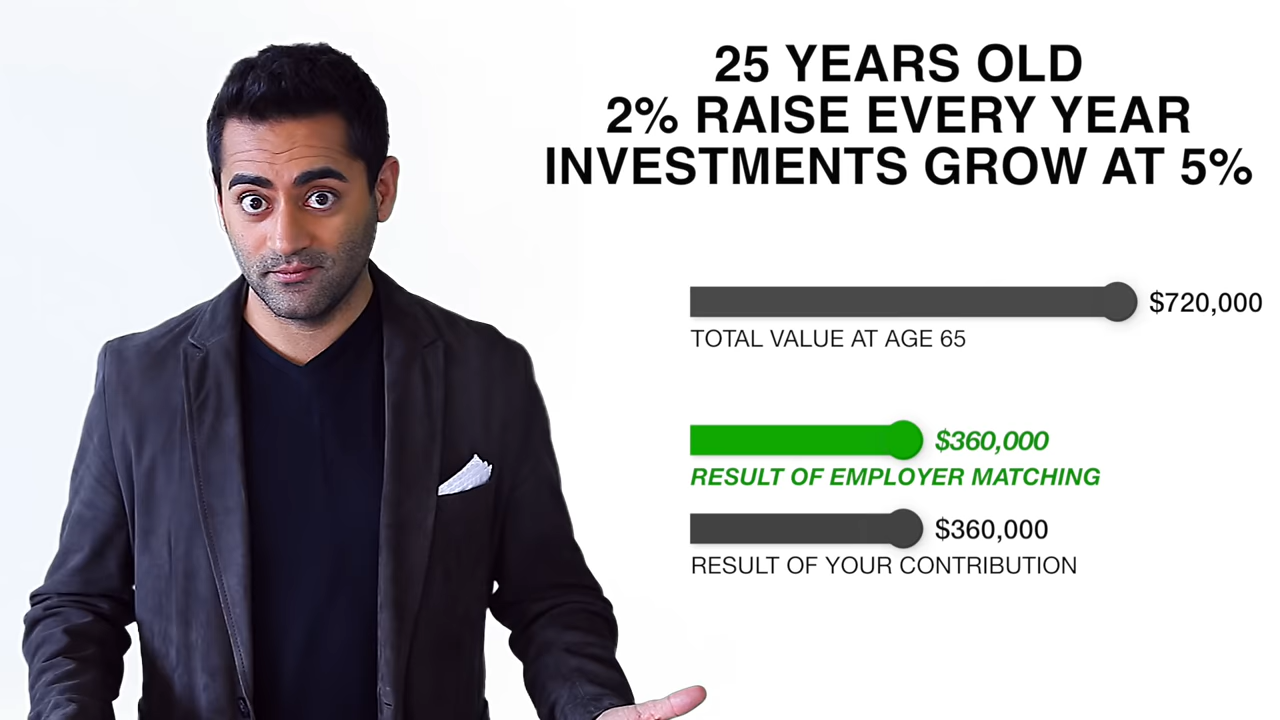 25 YEARS OLD
2% RAISE EVERY YEAR
INVESTMENTS GROW AT 5%
$720,000
TOTAL VALUE AT AGE 65
$360,000
RESULT OF EMPLOYER MATCHING
$360,000
RESULT OF YOUR CONTRIBUTION